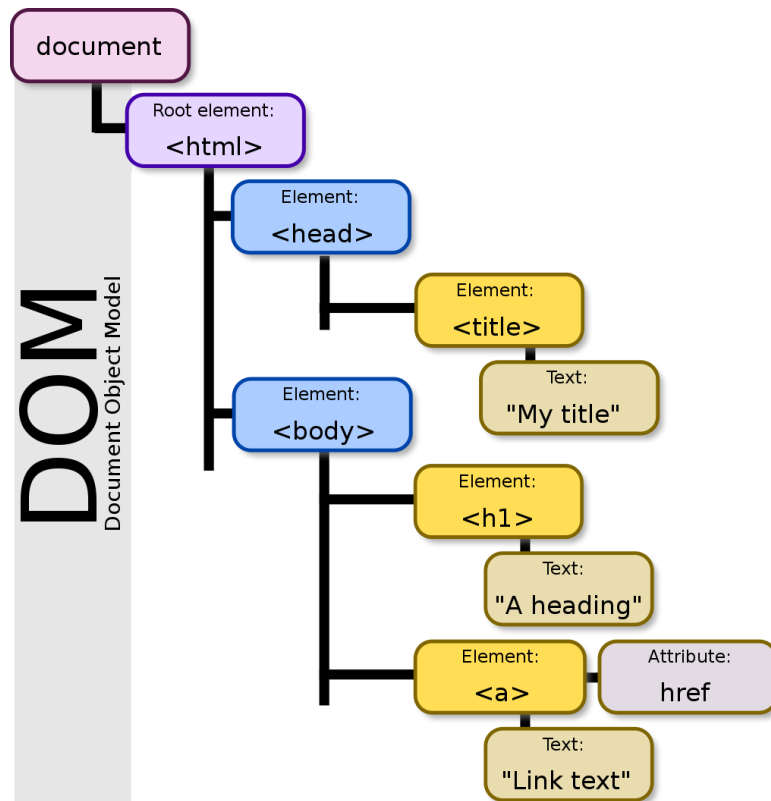 document
Root element:
<html>
Element:
<head>
Element:
<title>
Text:
"My title"
Element:
<body>
Element:
<h1>
Text:
"A heading"
Element:
<a>
Attribute:
href
Text:
"Link text"
DOM
Document Object Model